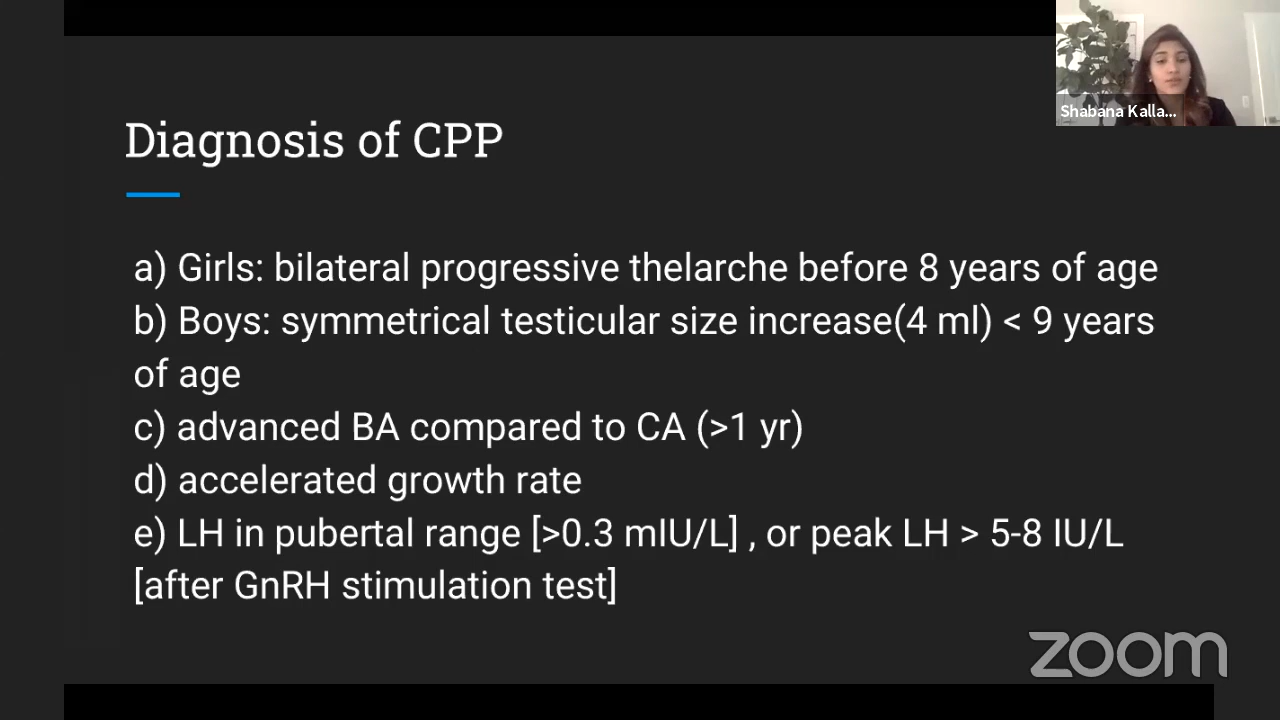 Shabana Kalla...
Diagnosis of CPP
a) Girls: bilateral progressive thelarche before 8 years of age
b) Boys: symmetrical testicular size increase(4 ml) < 9 years
of age
c) advanced BA compared to CA (>1 yr)
d) accelerated growth rate
e) LH in pubertal range [>0.3 mIU/L] , or peak LH > 5-8 IU/L
[after GnRH stimulation test]
zoom